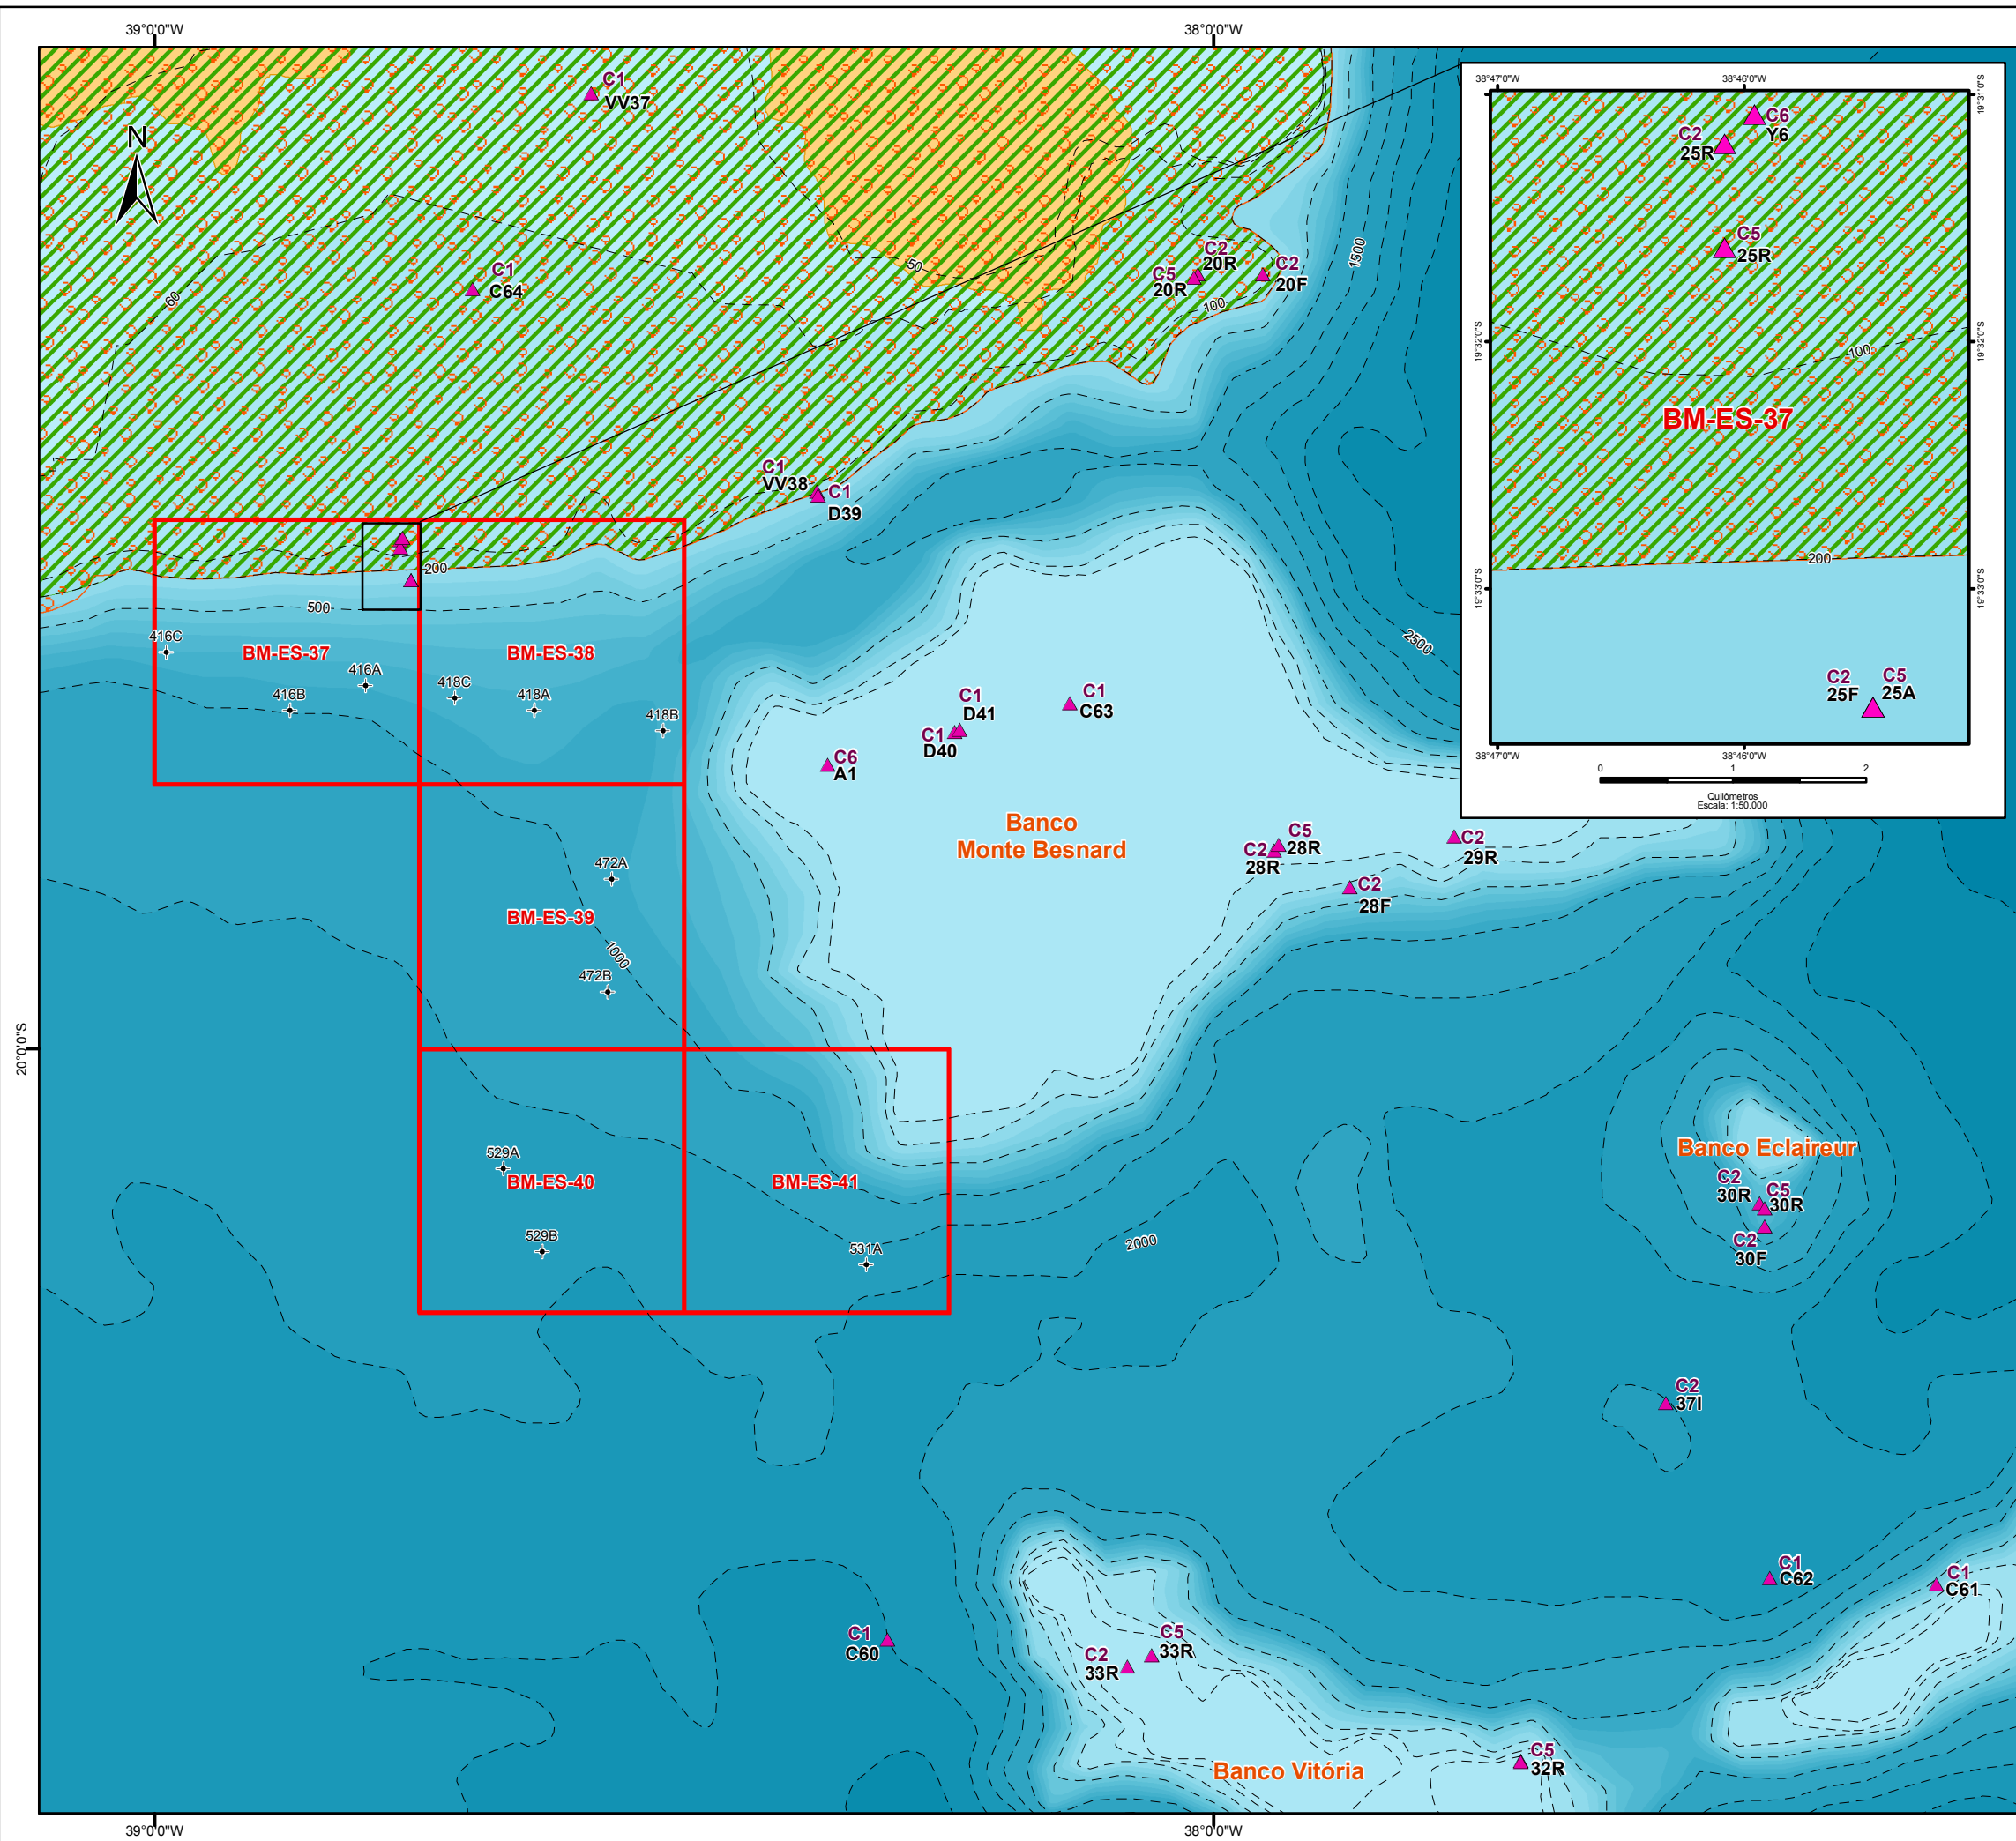 39°0'0"W
38°0'0"W
N
C1
VV37
C1
C64
60
50
C2
20R
C5
20R
C2
20F
100
1500
C1
VV38
C1
D39
200
500
416C
BM-ES-37
416A
416B
BM-ES-38
418C
418A
418B
2500
C1
D41
C1
D40
C1
C63
C6
A1
Banco
Monte Besnard
C5
28R
C2
28R
C2
29R
C2
28F
472A
BM-ES-39
1000
472B
20°0'0"S
529A
BM-ES-40
BM-ES-41
529B
531A
2000
Banco Eclaireur
C2
30R
C5
30R
C2
30F
C2
37I
C1
C62
C1
C61
C1
C60
C5
33R
C2
33R
C5
32R
Banco Vitória
39°0'0"W
38°0'0"W
38°47'0"W
38°46'0"W
19°31'0"S
C6
Y6
C2
25R
C5
25R
19°32'0"S
19°32'0"S
100
BM-ES-37
200
19°33'0"S
19°33'0"S
C2
25F
C5
25A
38°47'0"W
38°46'0"W
0 1 2
Quilômetros
Escala: 1:50.000